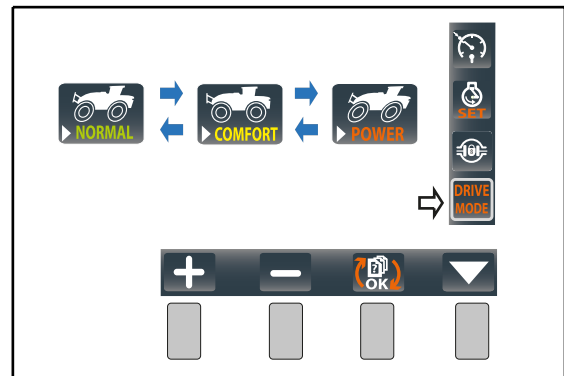 NORMAL
COMFORT
POWER
SET
DRIVE
MODE
?
OK